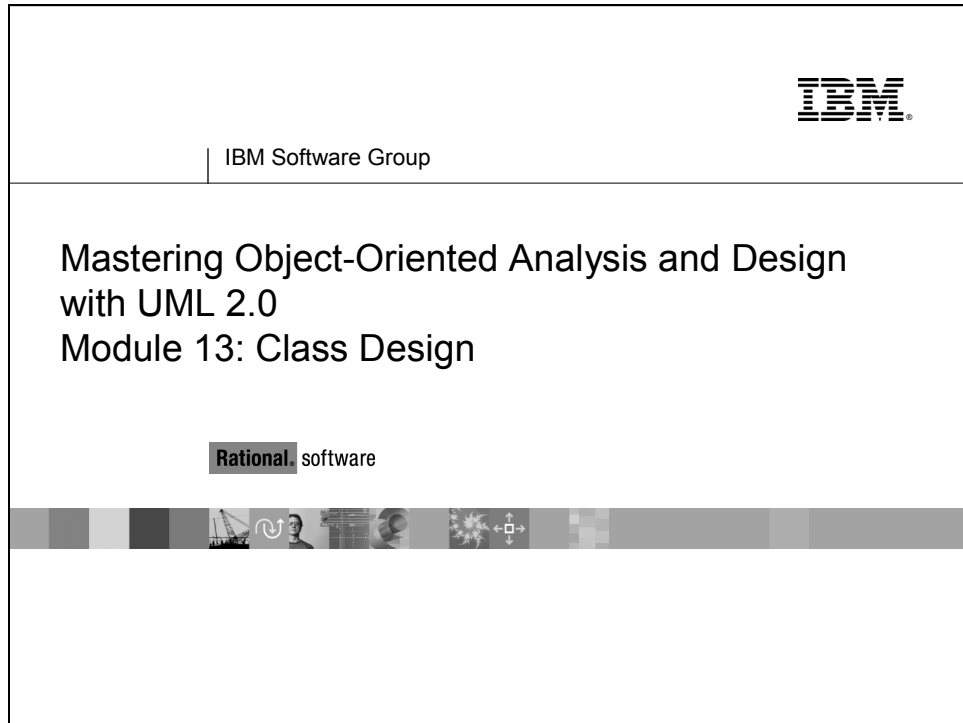 IBM®
IBM Software Group
Mastering Object-Oriented Analysis and Design
with UML 2.0
Module 13: Class Design
Rational® software